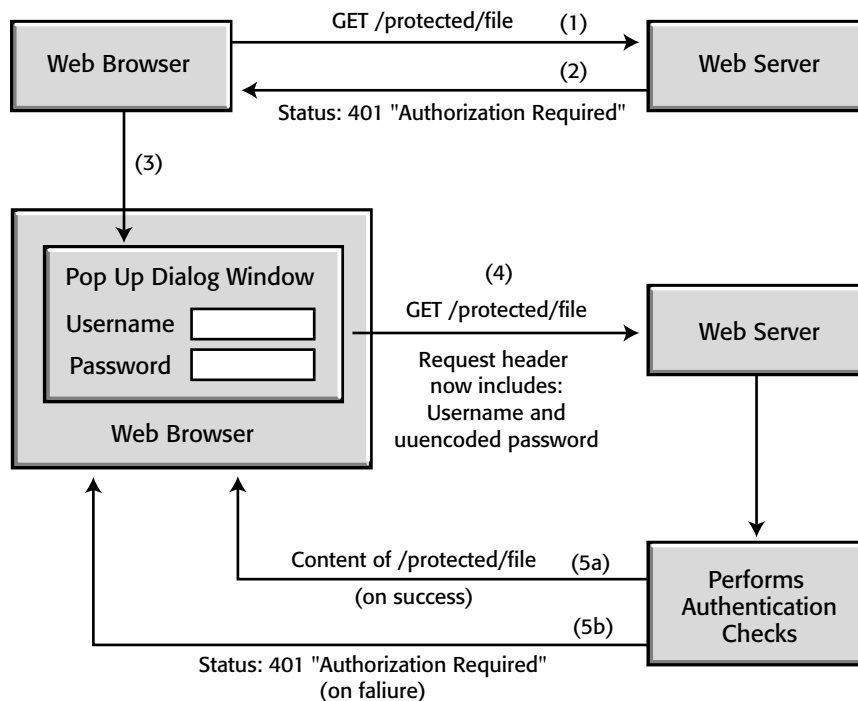 GET /protected/file (1)
Web Browser
Web Server
(2)
Status: 401 "Authorization Required"
(3)
Pop Up Dialog Window
Username
Password
Web Browser
(4)
GET /protected/file
Request header
now includes:
Username and
uuencoded password
Web Server
Content of /protected/file (5a)
(on success)
Performs
Authentication
Checks
(5b)
Status: 401 "Authorization Required"
(on faliure)